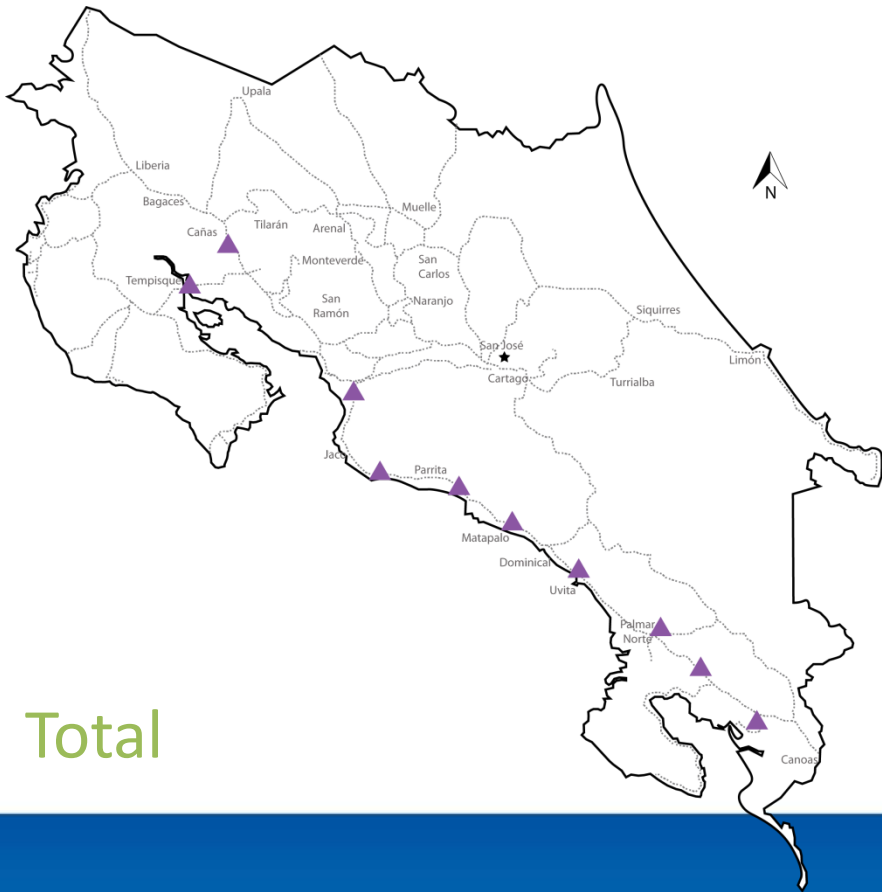 Upala
Liberia
Bagaces
Muelle
Cañas
Tilarán
Arenal
Monteverde
San
Carlos
Tempisque
San
Ramón
Naranjo
Siquirres
San José
Limón
Cartago
Turrialba
Jacó
Parrita
Matapalo
Dominical
Uvita
Palmar
Norte
Canoas
N
Total